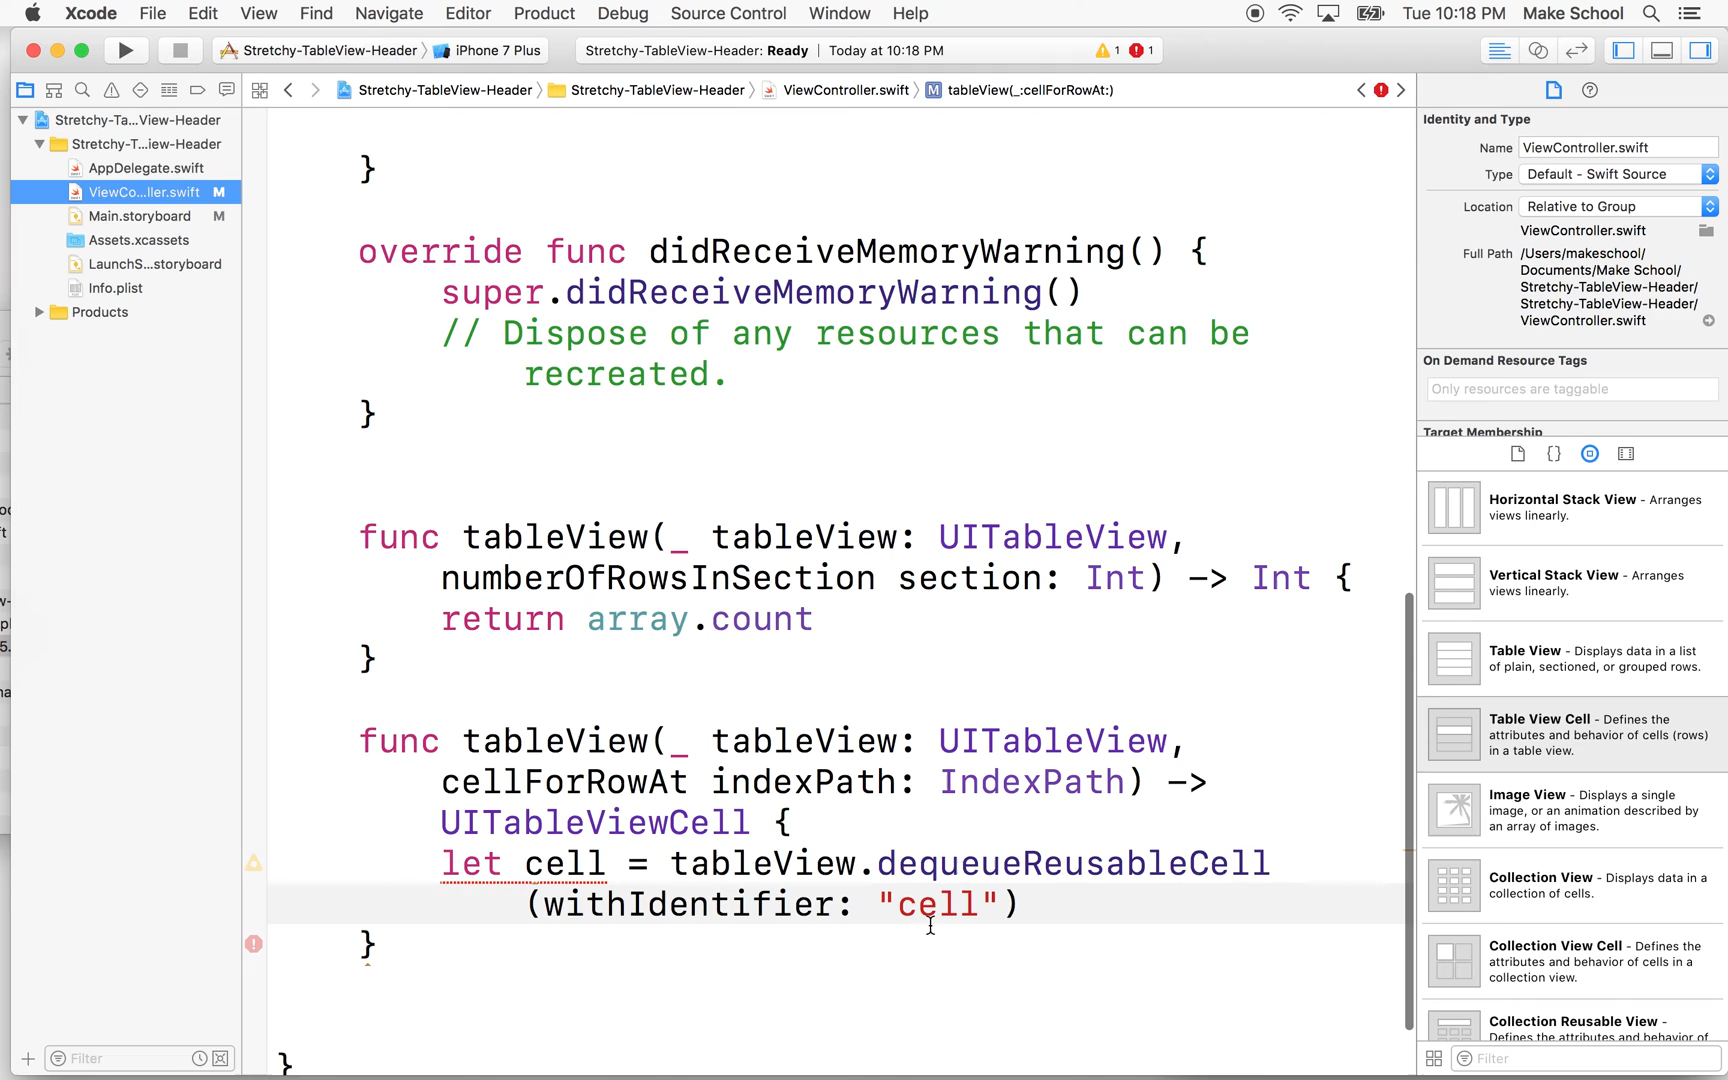 Xcode File Edit View Find Navigate Editor Product Debug Source Control Window Help Tue 10:18 PM Make School
Stretchy-TableView-Header iPhone 7 Plus Stretchy-TableView-Header: Ready Today at 10:18 PM 1 1
Stretchy-TableView-Header Stretchy-TableView-Header ViewController.swift M tableView(_:cellForRowAt:)
Stretchy-Ta...View-Header
Stretchy-T...iew-Header
AppDelegate.swift
ViewCo...ller.swift M
Main.storyboard M
Assets.xcassets
LaunchS...storyboard
Info.plist
Products
Filter
}
override func didReceiveMemoryWarning() {
super.didReceiveMemoryWarning()
// Dispose of any resources that can be
recreated.
}
func tableView(_ tableView: UITableView,
numberOfRowsInSection section: Int) -> Int {
return array.count
}
func tableView(_ tableView: UITableView,
cellForRowAt indexPath: IndexPath) ->
UITableViewCell {
let cell = tableView.dequeueReusableCell
(withIdentifier: "cell")
}
}
Identity and Type
Name ViewController.swift
Type Default - Swift Source
Location Relative to Group
ViewController.swift
Full Path /Users/makeschool/
Documents/Make School/
Stretchy-TableView-Header/
Stretchy-TableView-Header/
ViewController.swift
On Demand Resource Tags
Only resources are taggable
Target Membership
Horizontal Stack View - Arranges
views linearly.
Vertical Stack View - Arranges
views linearly.
Table View - Displays data in a list
of plain, sectioned, or grouped rows.
Table View Cell - Defines the
attributes and behavior of cells (rows)
in a table view.
Image View - Displays a single
image, or an animation described by
an array of images.
Collection View - Displays data in a
collection of cells.
Collection View Cell - Defines the
attributes and behavior of cells in a
collection view.
Collection Reusable View -
Defines the attributes and behavior of
Filter